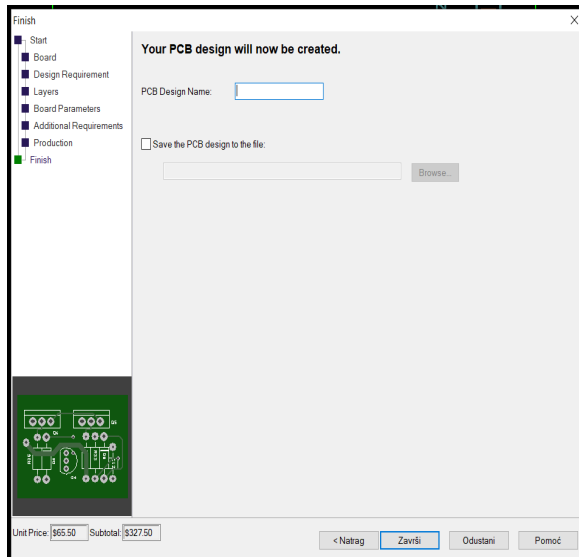 Finish
Start
Board
Design Requirement
Layers
Board Parameters
Additional Requirements
Production
Finish
Your PCB design will now be created.
PCB Design Name:
Save the PCB design to the file:
Browse...
Unit Price: $65.50 Subtotal: $327.50
< Natrag Završi Odustani Pomoć